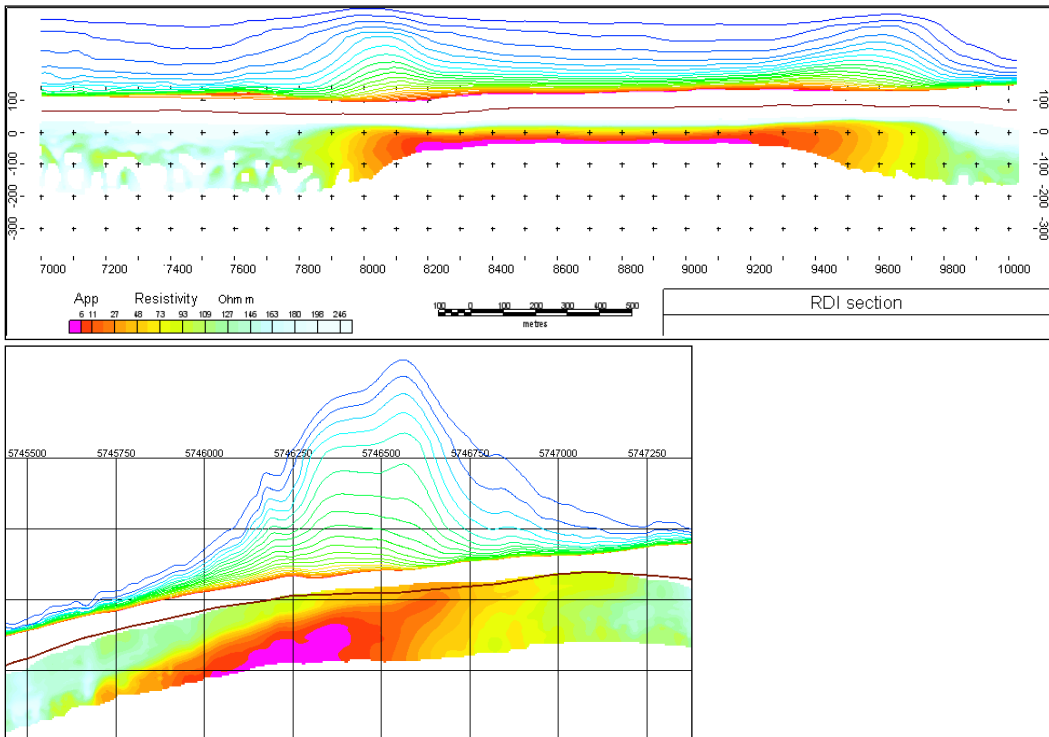 100 100
0 0
-100 -100
-200 -200
-300 -300
7000 7200 7400 7600 7800 8000 8200 8400 8600 8800 9000 9200 9400 9600 9800 10000
App Resistivity Ohm m
6 11 27 48 73 93 109 127 146 163 180 198 246
100 0 100 200 300 400 500
metres
RDI section
5745500 5745750 5746000 5746250 5746500 5746750 5747000 5747250